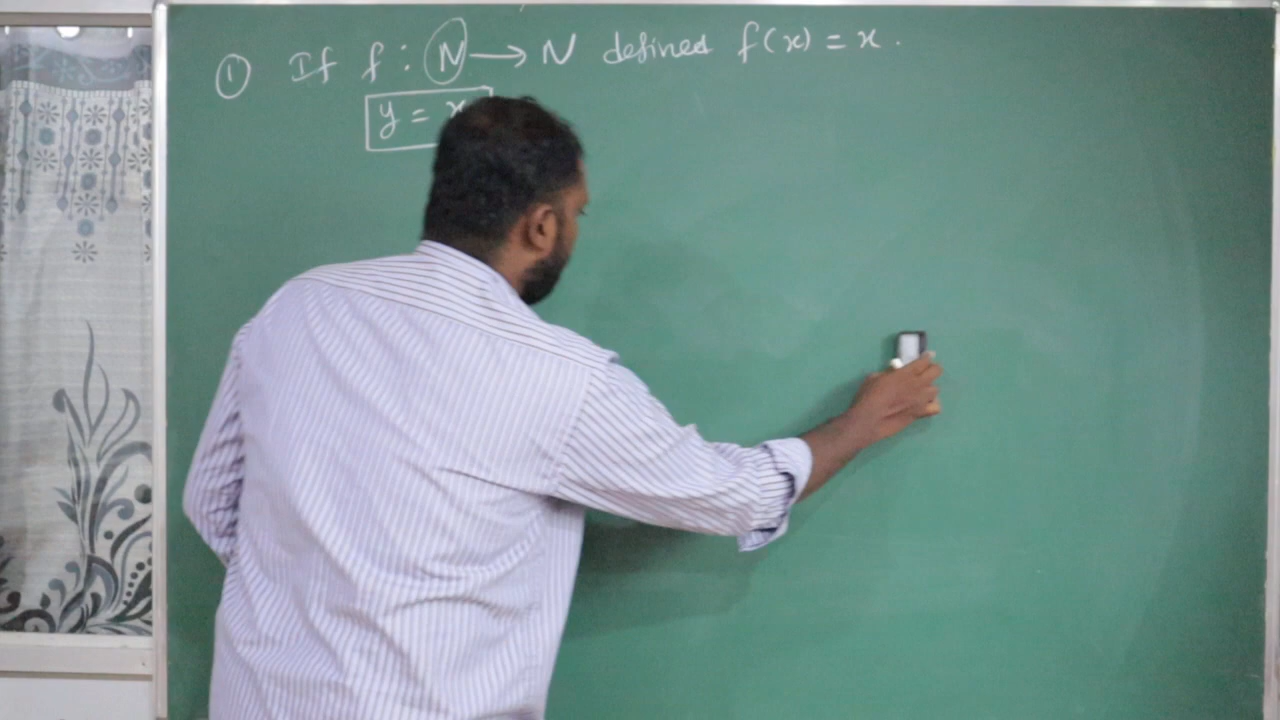 ① If f : N → N defined f(x) = x .
y = x